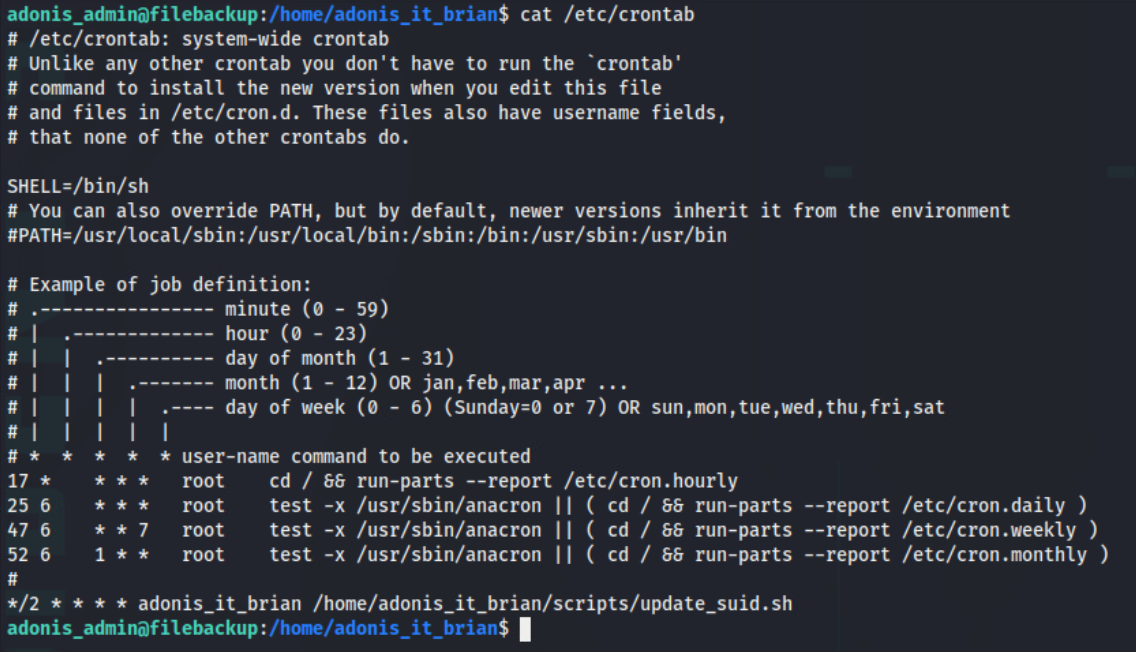 adonis_admin@filebackup:/home/adonis_it_brian$ cat /etc/crontab
# /etc/crontab: system-wide crontab
# Unlike any other crontab you don't have to run the `crontab'
# command to install the new version when you edit this file
# and files in /etc/cron.d. These files also have username fields,
# that none of the other crontabs do.

SHELL=/bin/sh
# You can also override PATH, but by default, newer versions inherit it from the environment
#PATH=/usr/local/sbin:/usr/local/bin:/sbin:/bin:/usr/sbin:/usr/bin

# Example of job definition:
# .---------------- minute (0 - 59)
# |  .------------- hour (0 - 23)
# |  |  .---------- day of month (1 - 31)
# |  |  |  .------- month (1 - 12) OR jan,feb,mar,apr ...
# |  |  |  |  .---- day of week (0 - 6) (Sunday=0 or 7) OR sun,mon,tue,wed,thu,fri,sat
# |  |  |  |  |
# *  *  *  *  * user-name command to be executed
17 *    * * *   root    cd / && run-parts --report /etc/cron.hourly
25 6    * * *   root    test -x /usr/sbin/anacron || ( cd / && run-parts --report /etc/cron.daily )
47 6    * * 7   root    test -x /usr/sbin/anacron || ( cd / && run-parts --report /etc/cron.weekly )
52 6    1 * *   root    test -x /usr/sbin/anacron || ( cd / && run-parts --report /etc/cron.monthly )
#
*/2 * * * * adonis_it_brian /home/adonis_it_brian/scripts/update_suid.sh
adonis_admin@filebackup:/home/adonis_it_brian$